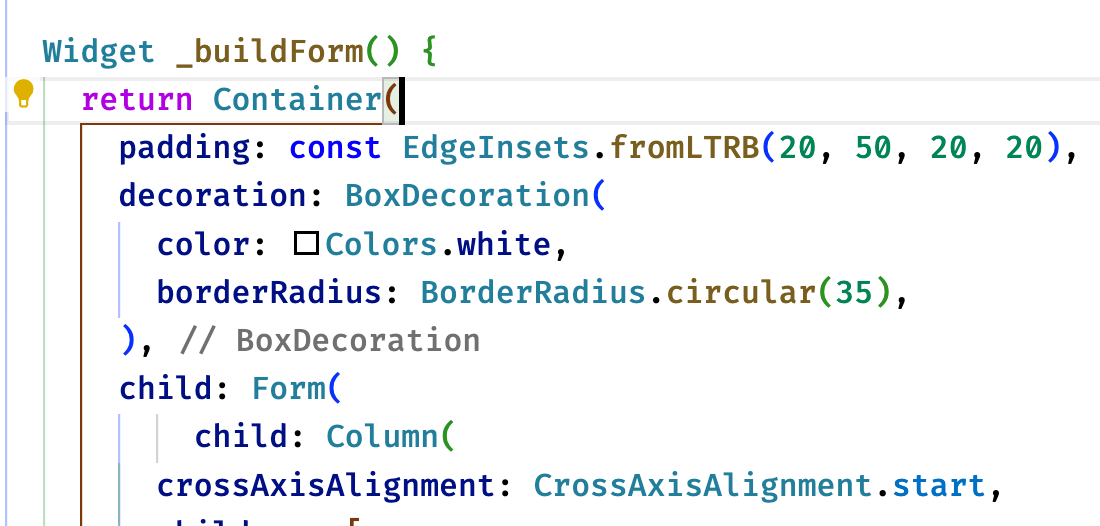 Widget _buildForm() {
return Container(
padding: const EdgeInsets.fromLTRB(20, 50, 20, 20),
decoration: BoxDecoration(
color: Colors.white,
borderRadius: BorderRadius.circular(35),
), // BoxDecoration
child: Form(
child: Column(
crossAxisAlignment: CrossAxisAlignment.start,